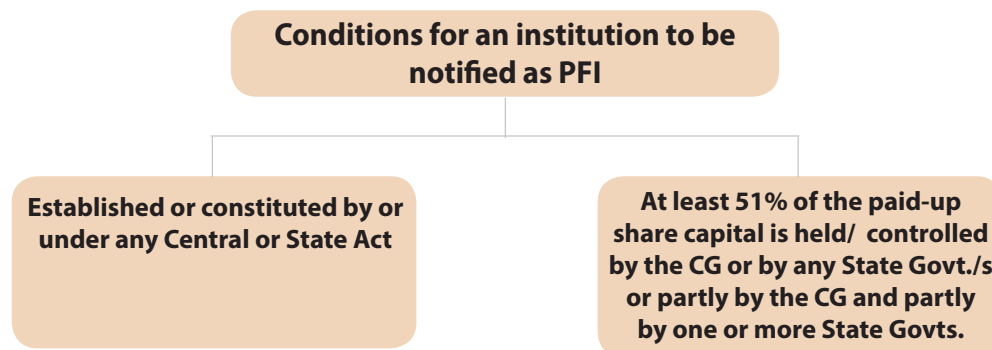 Conditions for an institution to be
notified as PFI
Established or constituted by or
under any Central or State Act
At least 51% of the paid-up
share capital is held/ controlled
by the CG or by any State Govt./s
or partly by the CG and partly
by one or more State Govts.